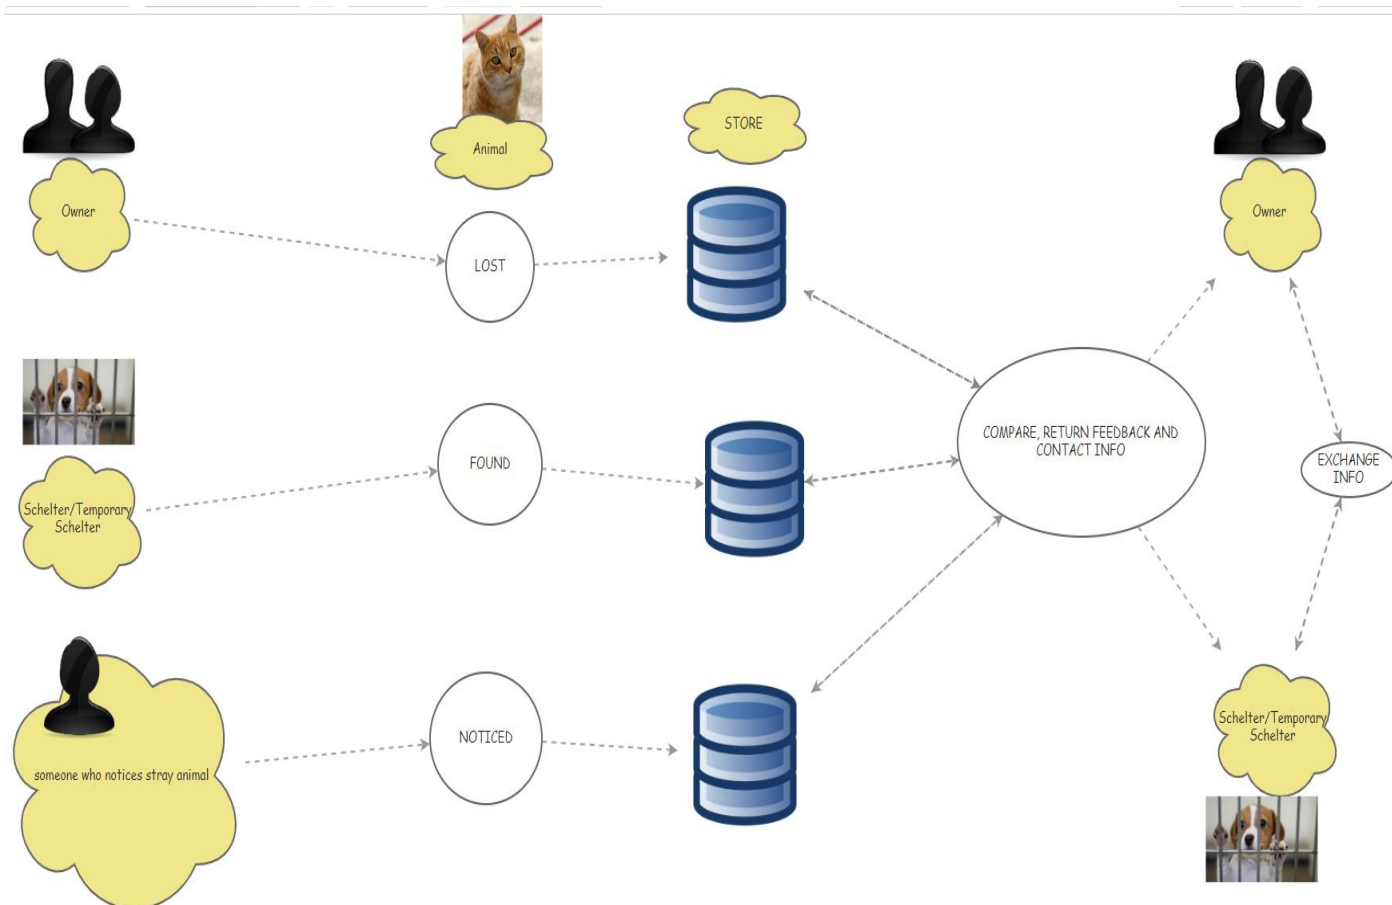 Animal
STORE
Owner
Owner
LOST
COMPARE, RETURN FEEDBACK AND
CONTACT INFO
FOUND
EXCHANGE
INFO
Schelter/Temporary
Schelter
NOTICED
someone who notices stray animal
Schelter/Temporary
Schelter